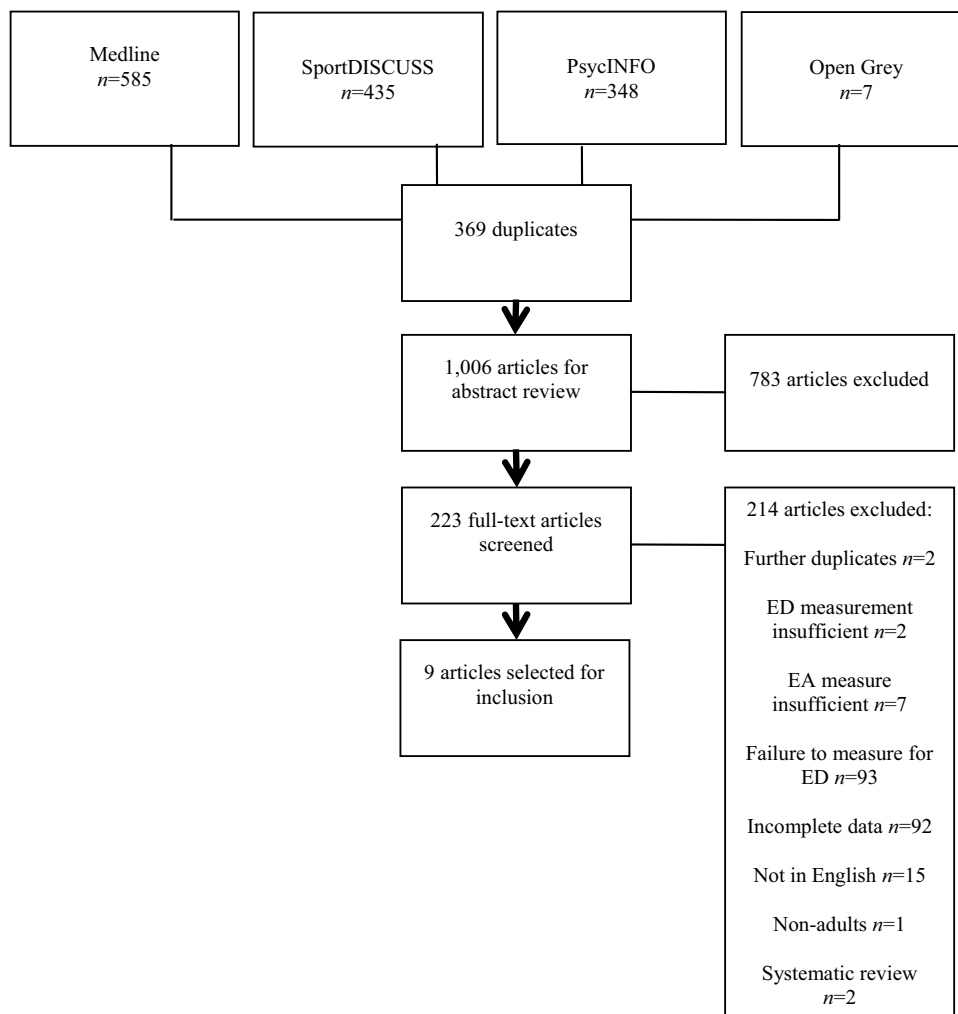 Medline
n=585
SportDISCUSS
n=435
PsycINFO
n=348
Open Grey
n=7
369 duplicates
1,006 articles for
abstract review
783 articles excluded
223 full-text articles
screened
214 articles excluded:
Further duplicates n=2
ED measurement
insufficient n=2
EA measure
insufficient n=7
Failure to measure for
ED n=93
Incomplete data n=92
Not in English n=15
Non-adults n=1
Systematic review
n=2
9 articles selected for
inclusion